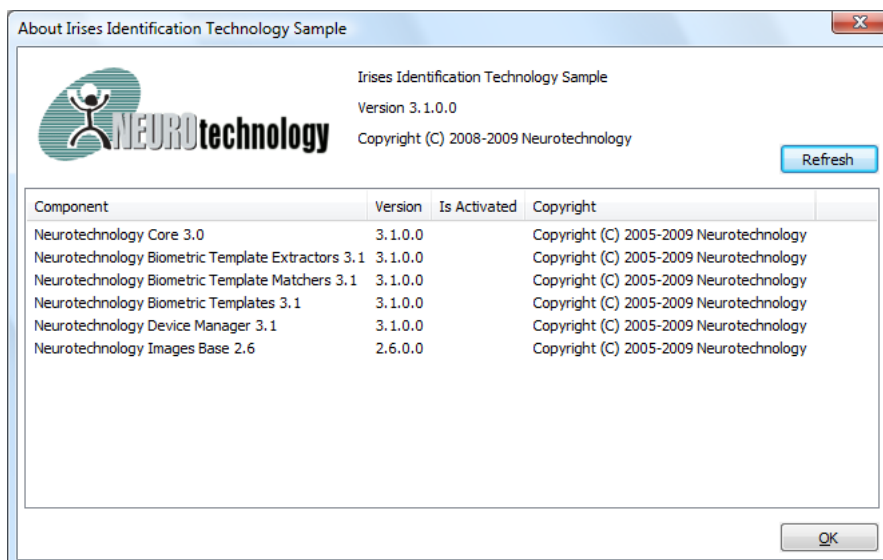 About Irises Identification Technology Sample
NEUROtechnology
Irises Identification Technology Sample
Version 3.1.0.0
Copyright (C) 2008-2009 Neurotechnology
Refresh
Component Version Is Activated Copyright
Neurotechnology Core 3.0 3.1.0.0 Copyright (C) 2005-2009 Neurotechnology
Neurotechnology Biometric Template Extractors 3.1 3.1.0.0 Copyright (C) 2005-2009 Neurotechnology
Neurotechnology Biometric Template Matchers 3.1 3.1.0.0 Copyright (C) 2005-2009 Neurotechnology
Neurotechnology Biometric Templates 3.1 3.1.0.0 Copyright (C) 2005-2009 Neurotechnology
Neurotechnology Device Manager 3.1 3.1.0.0 Copyright (C) 2005-2009 Neurotechnology
Neurotechnology Images Base 2.6 2.6.0.0 Copyright (C) 2005-2009 Neurotechnology
OK